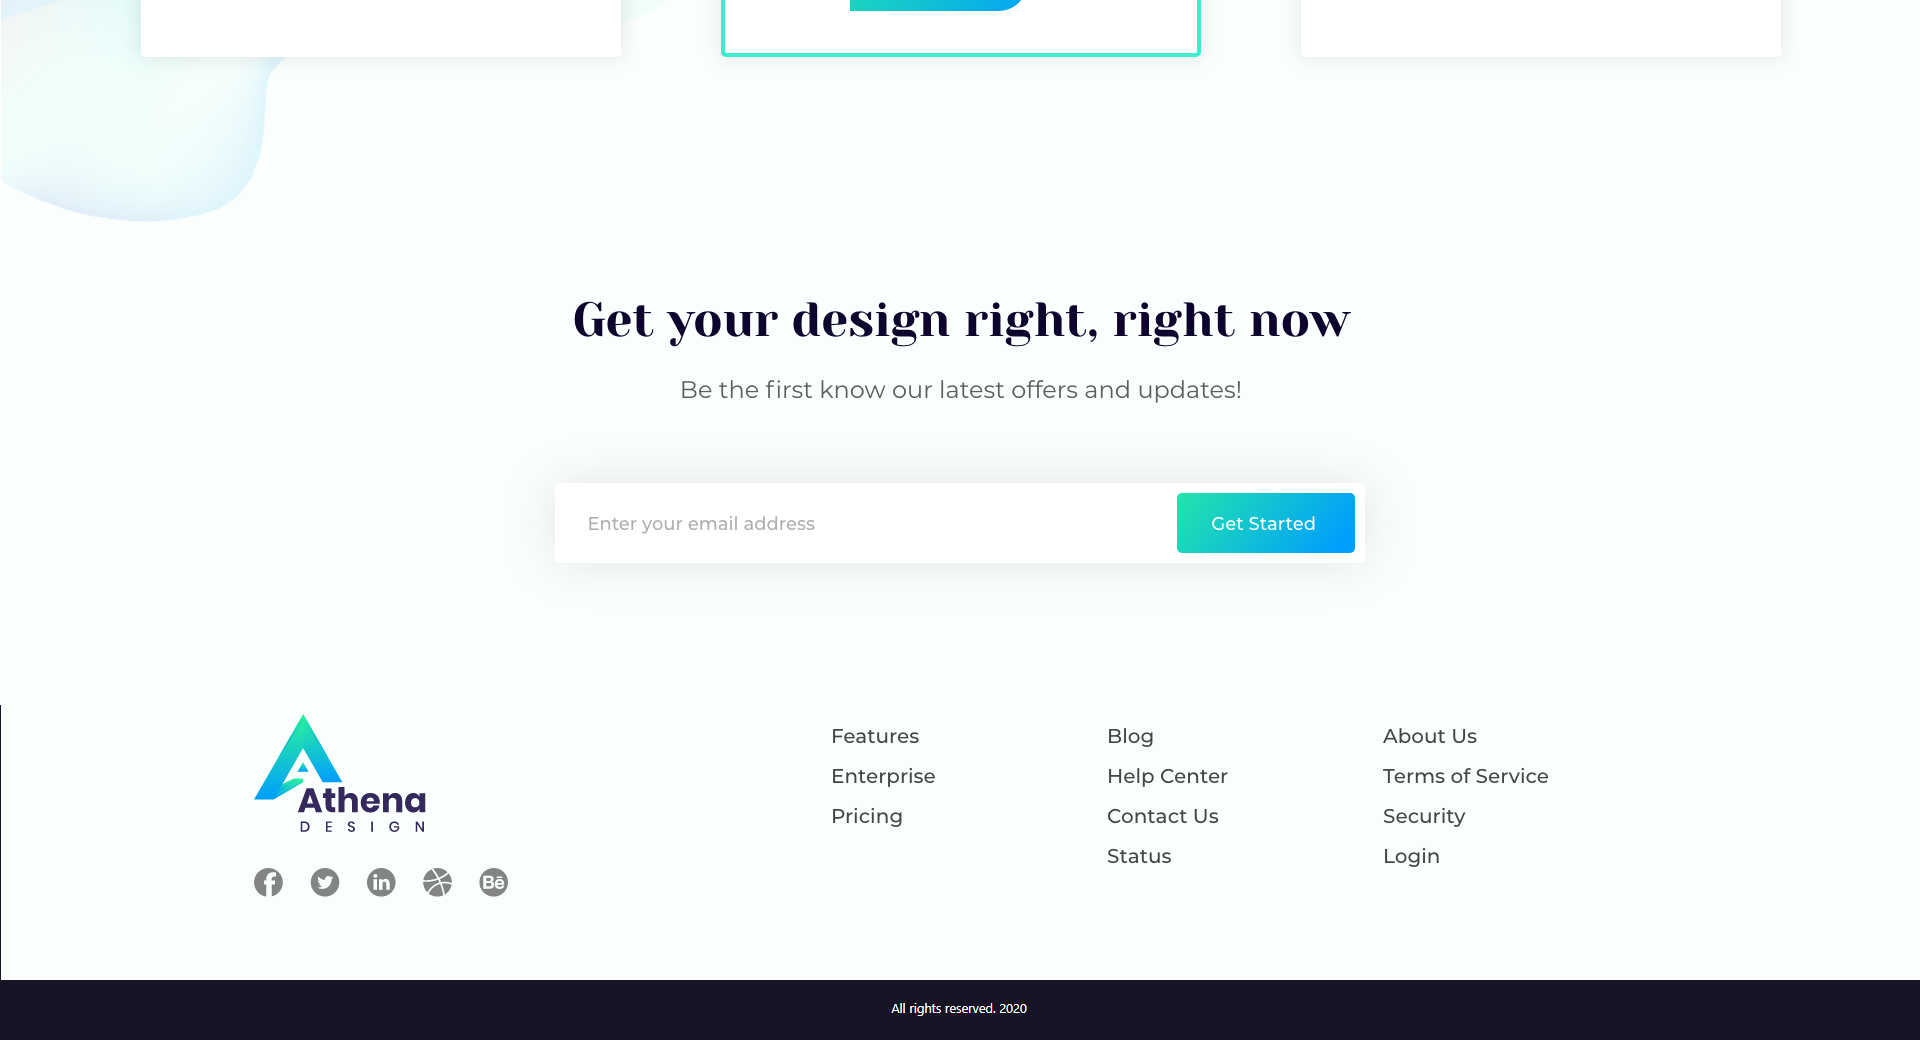 Get your design right, right now
Be the first know our latest offers and updates!
Enter your email address
Get Started
Athena
DESIGN
Bē
in
Features
Enterprise
Pricing
Blog
Help Center
Contact Us
Status
About Us
Terms of Service
Security
Login
All rights reserved. 2020